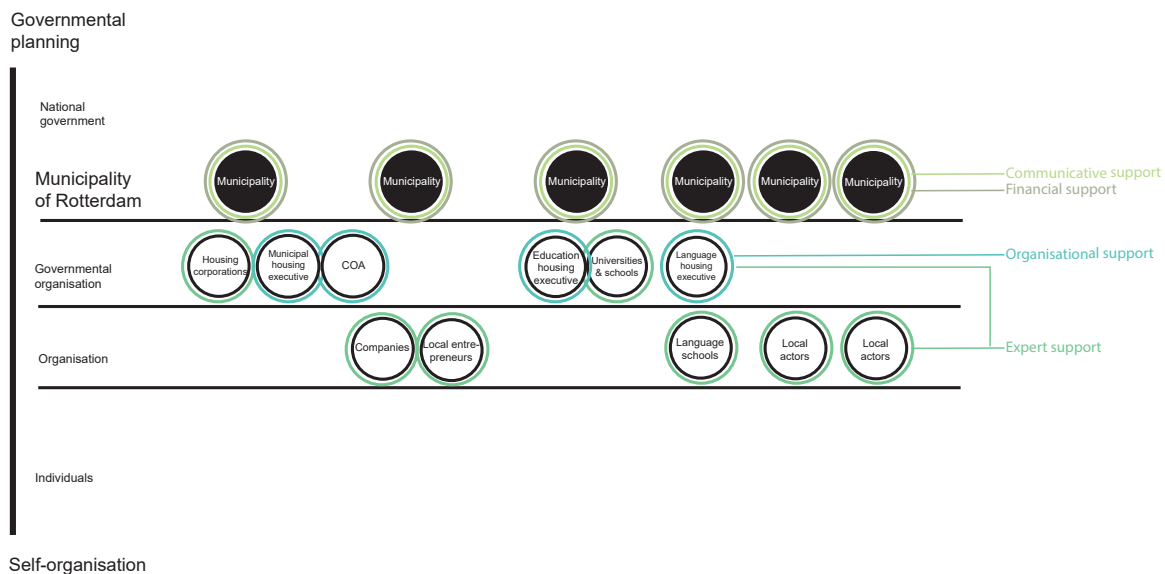 Governmental
planning
National
government
Municipality
of Rotterdam
Municipality
Municipality
Municipality
Municipality
Municipality
Municipality
Communicative support
Financial support
Governmental
organisation
Housing
corporations
Municipal
housing
executive
COA
Education
housing
executive
Universities
& schools
Language
housing
executive
Organisational support
Organisation
Companies
Local entre-
preneurs
Language
schools
Local
actors
Local
actors
Expert support
Individuals
Self-organisation